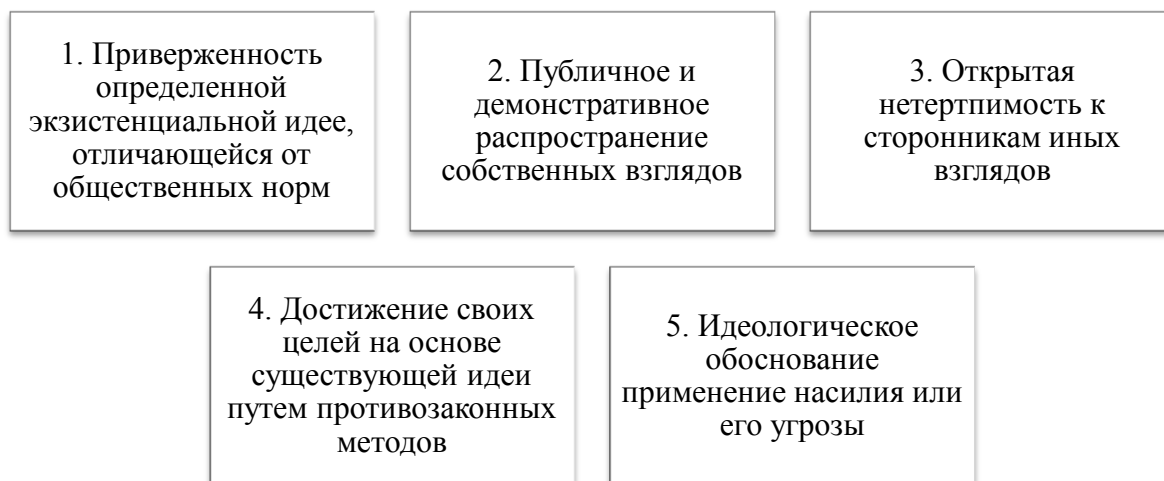 1. Приверженность
определенной
экзистенциальной идее,
отличающейся от
общественных норм
2. Публичное и
демонстративное
распространение
собственных взглядов
3. Открытая
нетертпимость к
сторонникам иных
взглядов
4. Достижение своих
целей на основе
существующей идеи
путем противозаконных
методов
5. Идеологическое
обоснование
применение насилия или
его угрозы